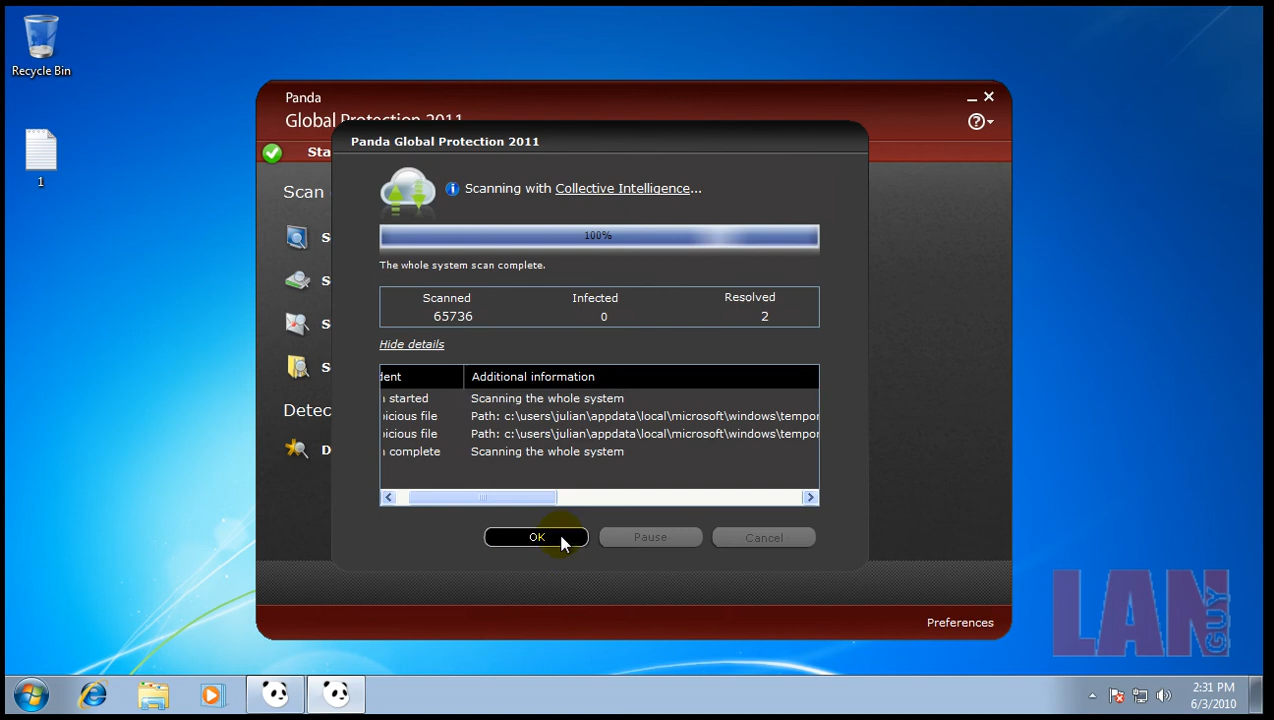 Recycle Bin
1
Panda
Global Protection 2011
Sta
Scan
S
S
S
S
Detec
D
Panda Global Protection 2011
Scanning with Collective Intelligence...
100%
The whole system scan complete.
Scanned Infected Resolved
65736 0 2
Hide details
dent Additional information
n started Scanning the whole system
picious file Path: c:\users\julian\appdata\local\microsoft\windows\tempor
picious file Path: c:\users\julian\appdata\local\microsoft\windows\tempor
n complete Scanning the whole system
OK Pause Cancel
Preferences
LAN
GUY
2:31 PM
6/3/2010